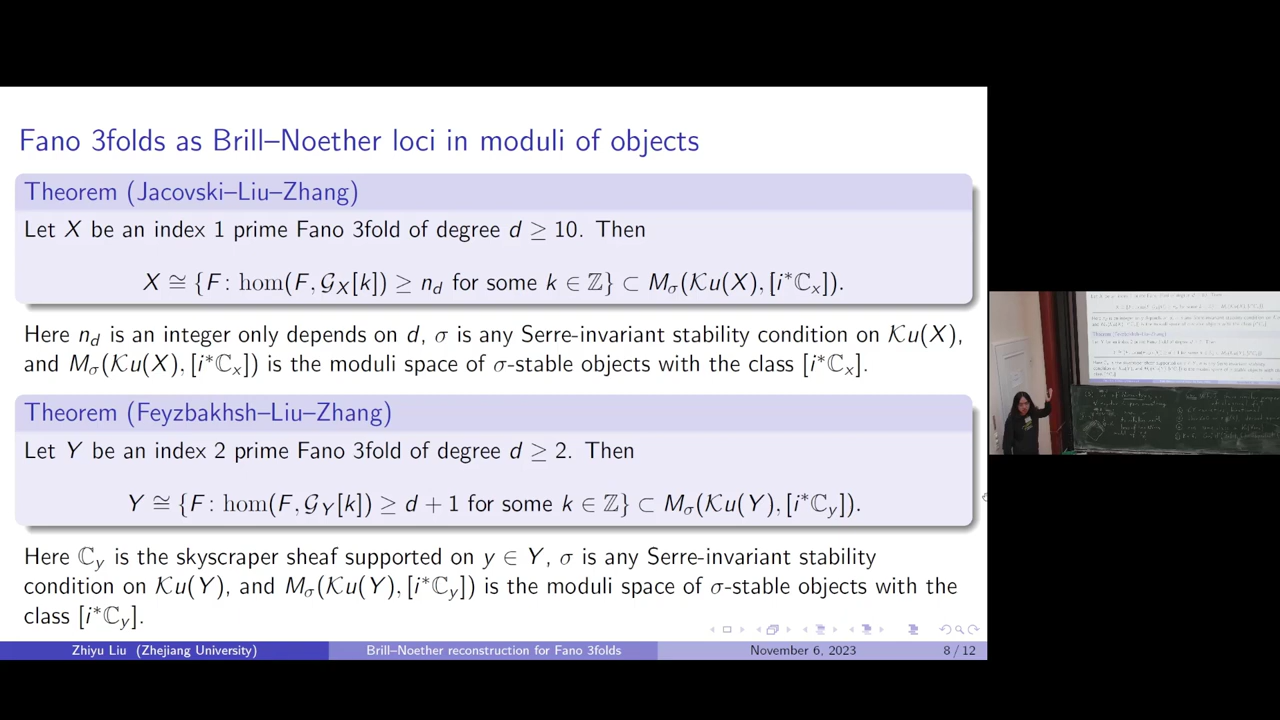 Fano 3folds as Brill–Noether loci in moduli of objects
Theorem (Jacovski–Liu–Zhang)
Let X be an index 1 prime Fano 3fold of degree d ≥ 10. Then
X ≅ {F : hom(F, 𝒢_X[k]) ≥ n_d for some k ∈ ℤ} ⊂ M_σ(𝒦u(X), [i*ℂ_x]).
Here n_d is an integer only depends on d, σ is any Serre-invariant stability condition on 𝒦u(X),
and M_σ(𝒦u(X), [i*ℂ_x]) is the moduli space of σ-stable objects with the class [i*ℂ_x].
Theorem (Feyzbakhsh–Liu–Zhang)
Let Y be an index 2 prime Fano 3fold of degree d ≥ 2. Then
Y ≅ {F : hom(F, 𝒢_Y[k]) ≥ d + 1 for some k ∈ ℤ} ⊂ M_σ(𝒦u(Y), [i*ℂ_y]).
Here ℂ_y is the skyscraper sheaf supported on y ∈ Y, σ is any Serre-invariant stability
condition on 𝒦u(Y), and M_σ(𝒦u(Y), [i*ℂ_y]) is the moduli space of σ-stable objects with the
class [i*ℂ_y].
Zhiyu Liu (Zhejiang University) Brill–Noether reconstruction for Fano 3folds November 6, 2023 8 / 12